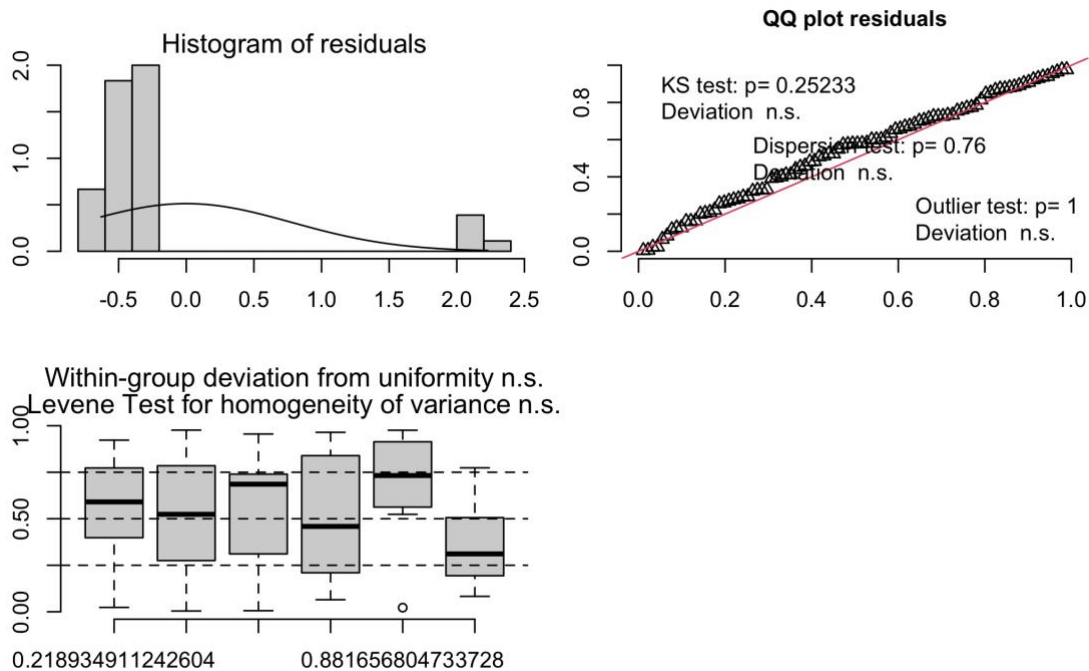 Histogram of residuals
2.0
1.0
0.0
-0.5 0.0 0.5 1.0 1.5 2.0 2.5
QQ plot residuals
KS test: p= 0.25233
Deviation n.s.
Dispersion test: p= 0.76
Deviation n.s.
Outlier test: p= 1
Deviation n.s.
0.8
0.4
0.0
0.0 0.2 0.4 0.6 0.8 1.0
Within-group deviation from uniformity n.s.
Levene Test for homogeneity of variance n.s.
1.00
0.50
0.00
0.218934911242604 0.881656804733728